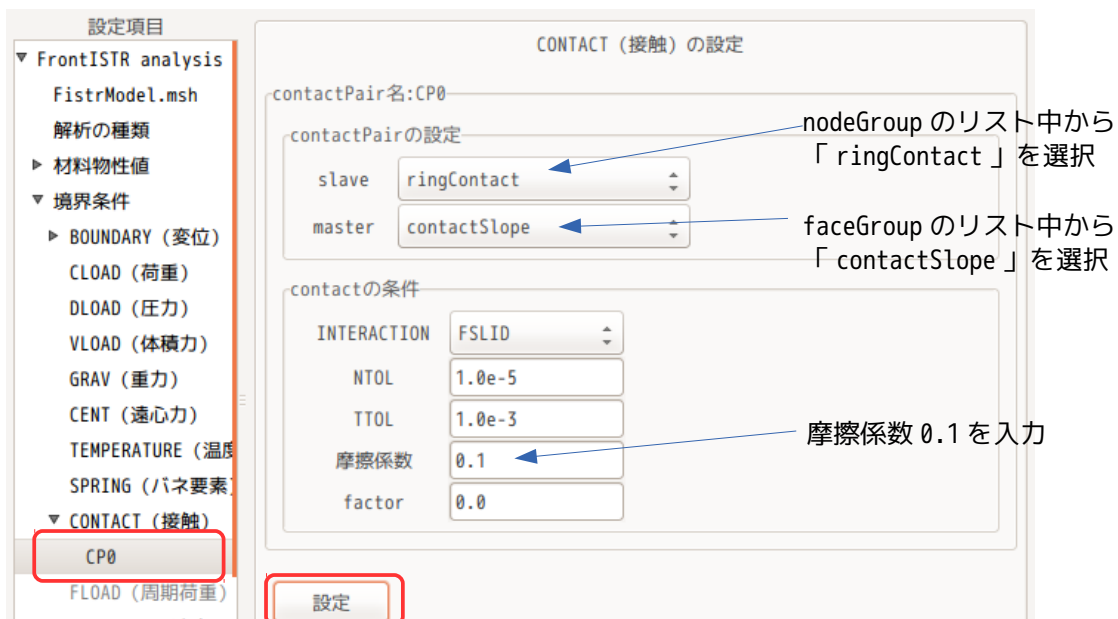 設定項目
▼ FrontISTR analysis
FistrModel.msh
解析の種類
▶ 材料物性値
▼ 境界条件
▶ BOUNDARY (変位)
CLOAD (荷重)
DLOAD (圧力)
VLOAD (体積力)
GRAV (重力)
CENT (遠心力)
TEMPERATURE (温度
SPRING (バネ要素)
▼ CONTACT (接触)
CP0
FLOAD (周期荷重)
CONTACT (接触) の設定
contactPair名:CP0
contactPairの設定
slave ringContact
master contactSlope
contactの条件
INTERACTION FSLID
NTOL 1.0e-5
TTOL 1.0e-3
摩擦係数 0.1
factor 0.0
設定
nodeGroup のリスト中から
「 ringContact 」を選択
faceGroup のリスト中から
「 contactSlope 」を選択
摩擦係数 0.1 を入力